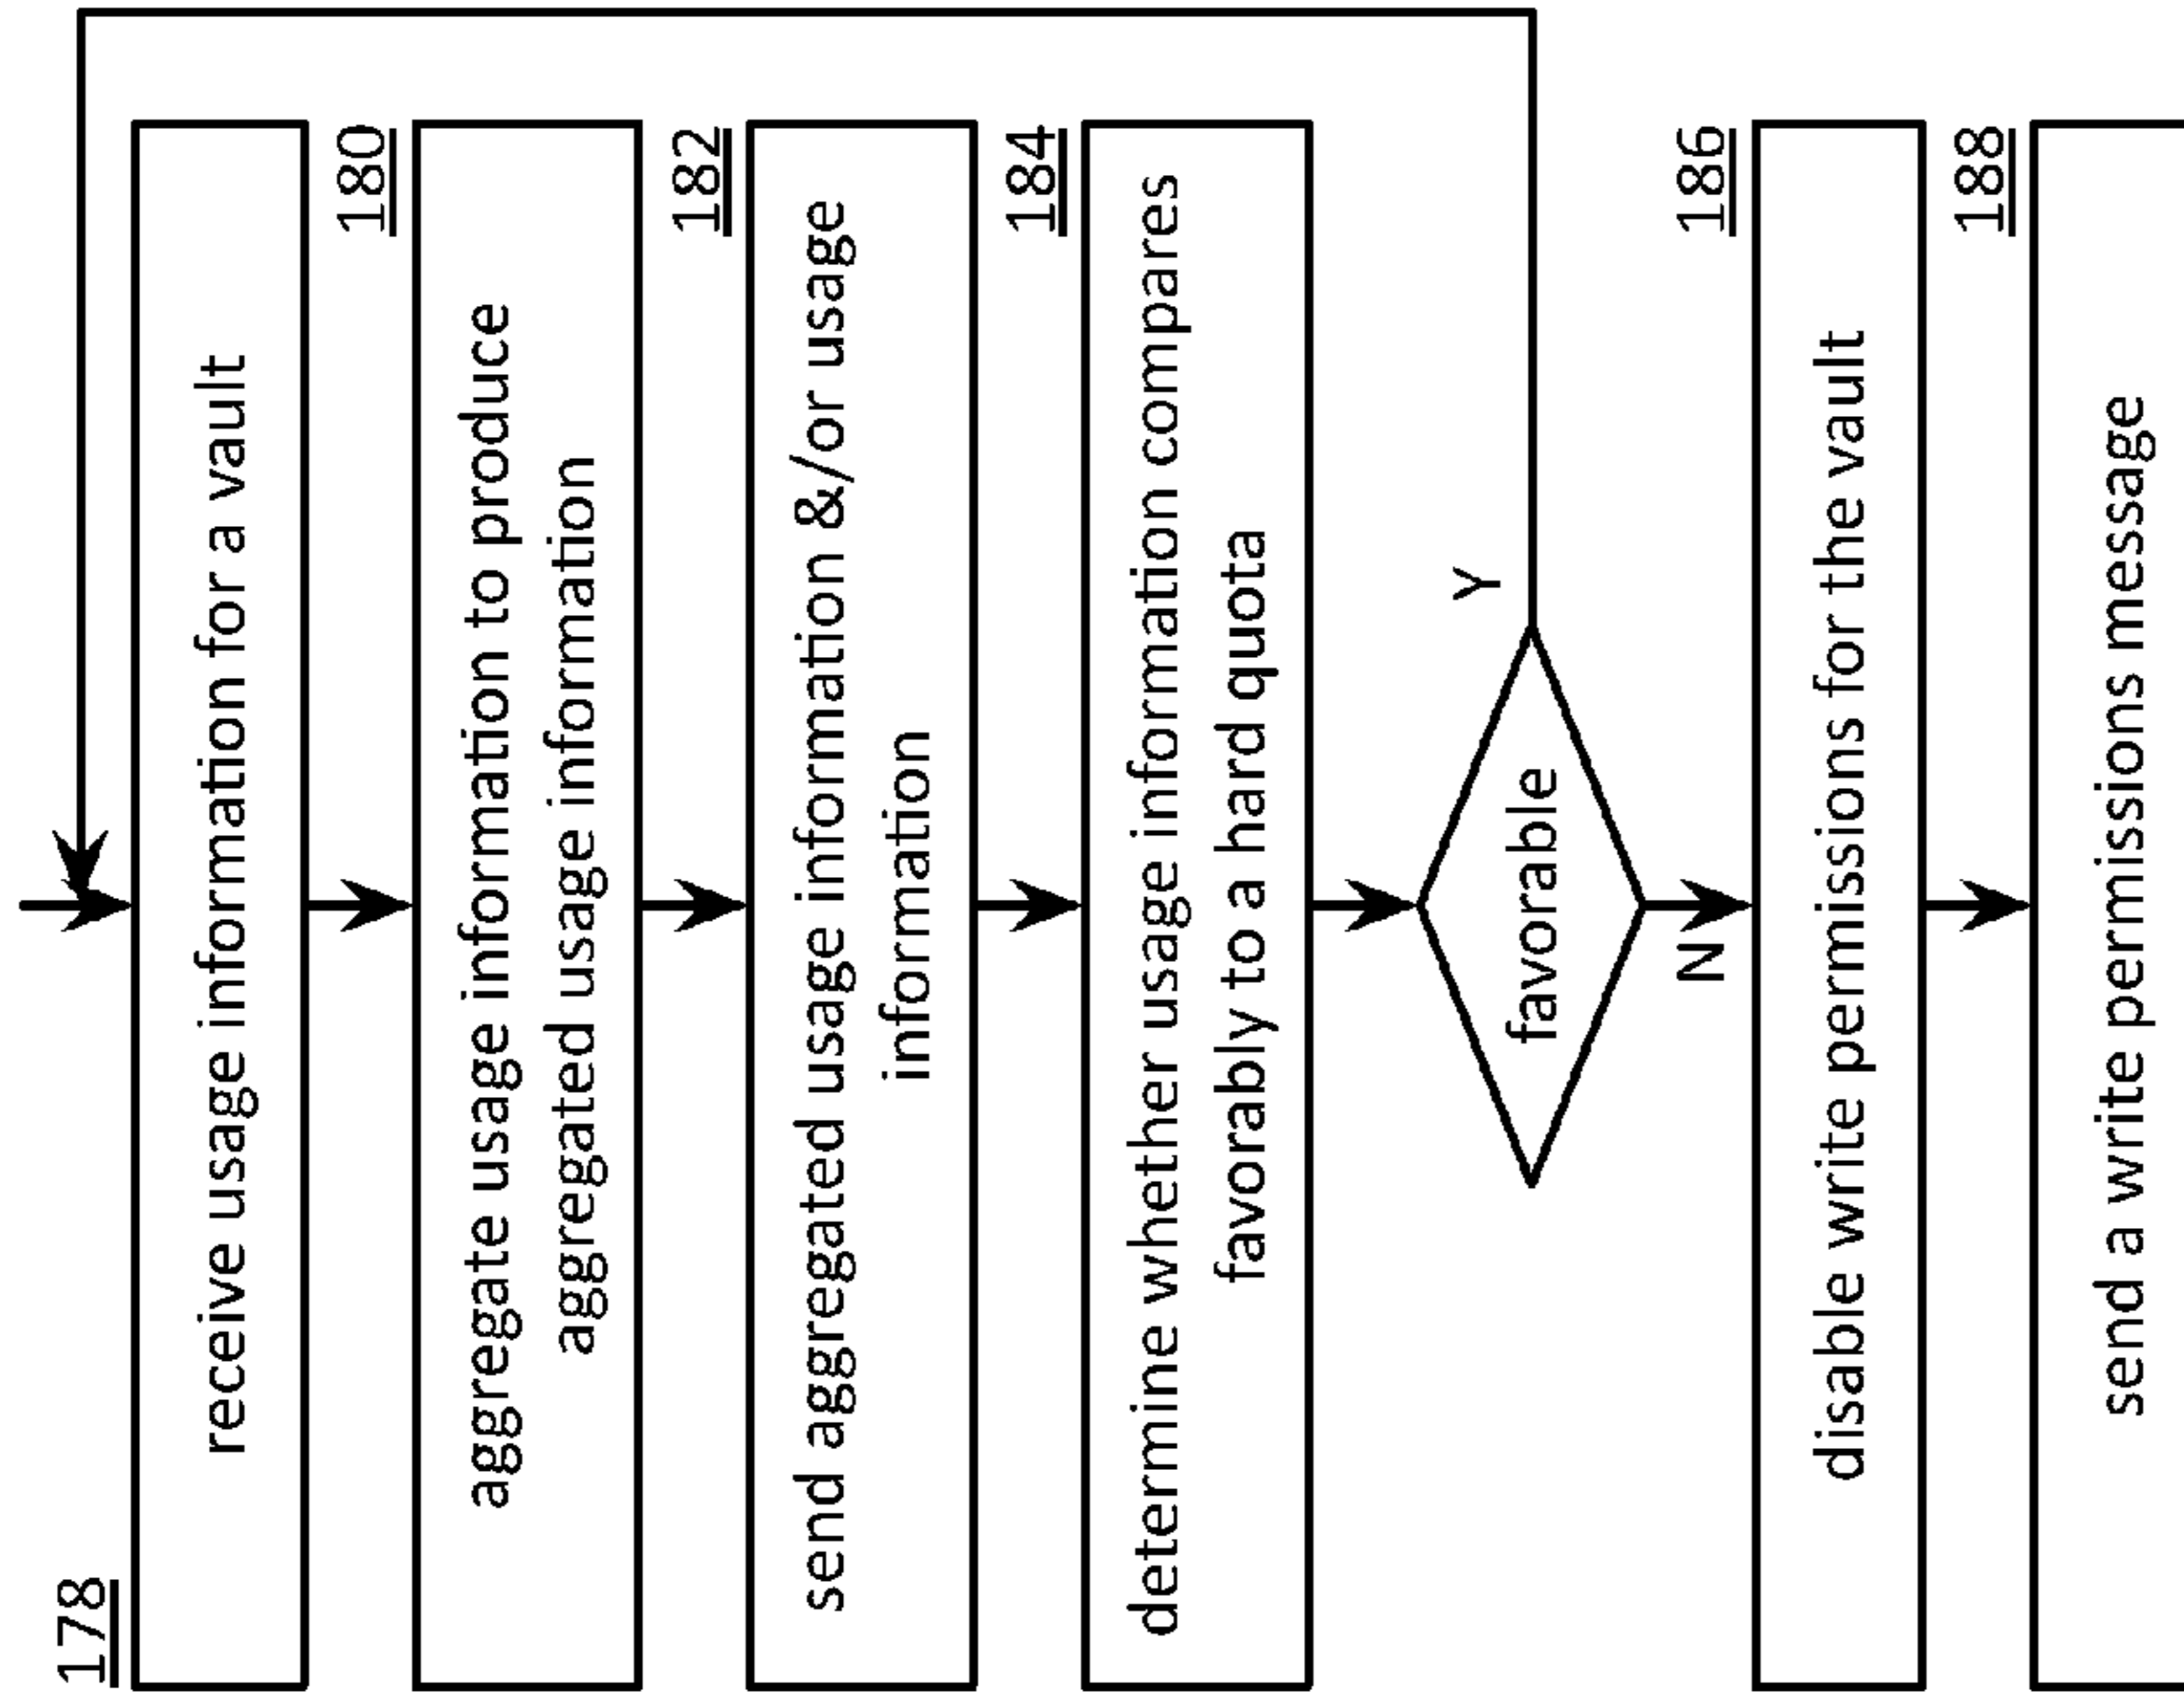 178
receive usage information for a vault
180
aggregate usage information to produce
aggregated usage information
182
send aggregated usage information &/or usage
information
184
determine whether usage information compares
favorably to a hard quota
favorable
Y
N
186
disable write permissions for the vault
188
send a write permissions message